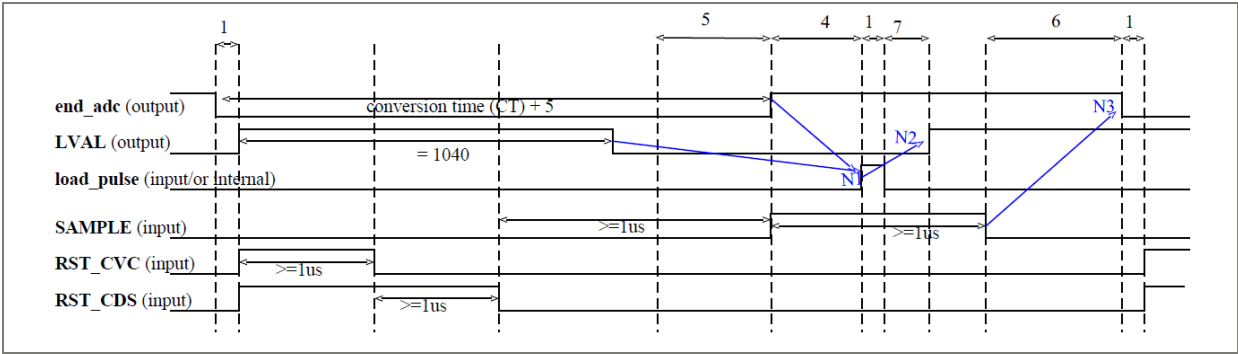 1 5 4 1 7 6 1
end_adc (output) conversion time (CT) + 5 N3
LVAL (output) = 1040 N2
load_pulse (input/or internal) N1
SAMPLE (input) >=1us >=1us
RST_CVC (input) >=1us
RST_CDS (input) >=1us